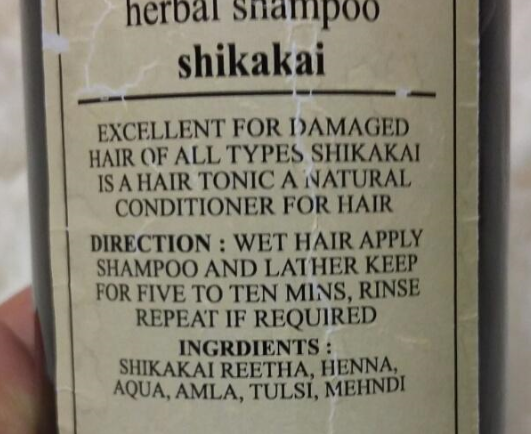 herbal shampoo
shikakai
EXCELLENT FOR DAMAGED
HAIR OF ALL TYPES SHIKAKAI
IS A HAIR TONIC A NATURAL
CONDITIONER FOR HAIR
DIRECTION : WET HAIR APPLY
SHAMPOO AND LATHER KEEP
FOR FIVE TO TEN MINS, RINSE
REPEAT IF REQUIRED
INGRDIENTS :
SHIKAKAI REETHA, HENNA,
AQUA, AMLA, TULSI, MEHNDI